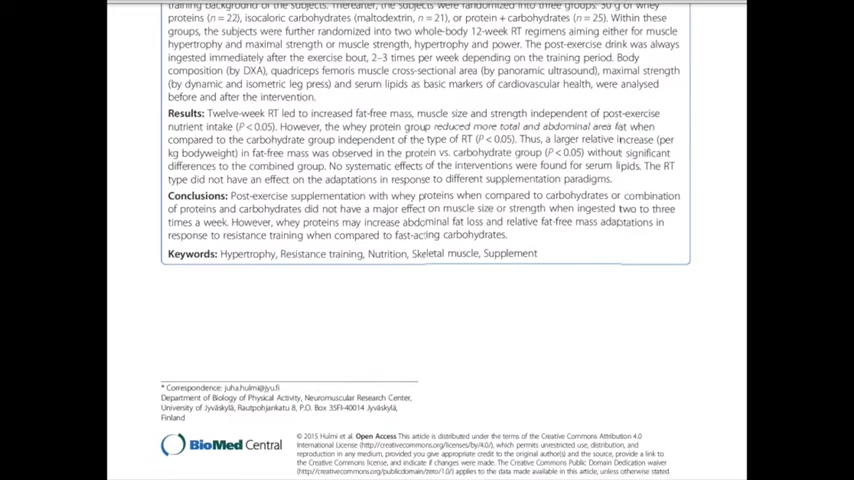 training background of the subjects. Thereafter, the subjects were randomized into three groups: 30 g of whey
proteins (n = 22), isocaloric carbohydrates (maltodextrin, n = 21), or protein + carbohydrates (n = 25). Within these
groups, the subjects were further randomized into two whole-body 12-week RT regimens aiming either for muscle
hypertrophy and maximal strength or muscle strength, hypertrophy and power. The post-exercise drink was always
ingested immediately after the exercise bout, 2–3 times per week depending on the training period. Body
composition (by DXA), quadriceps femoris muscle cross-sectional area (by panoramic ultrasound), maximal strength
(by dynamic and isometric leg press) and serum lipids as basic markers of cardiovascular health, were analysed
before and after the intervention.
Results: Twelve-week RT led to increased fat-free mass, muscle size and strength independent of post-exercise
nutrient intake (P < 0.05). However, the whey protein group reduced more total and abdominal area fat when
compared to the carbohydrate group independent of the type of RT (P < 0.05). Thus, a larger relative increase (per
kg bodyweight) in fat-free mass was observed in the protein vs. carbohydrate group (P < 0.05) without significant
differences to the combined group. No systematic effects of the interventions were found for serum lipids. The RT
type did not have an effect on the adaptations in response to different supplementation paradigms.
Conclusions: Post-exercise supplementation with whey proteins when compared to carbohydrates or combination
of proteins and carbohydrates did not have a major effect on muscle size or strength when ingested two to three
times a week. However, whey proteins may increase abdominal fat loss and relative fat-free mass adaptations in
response to resistance training when compared to fast-acting carbohydrates.
Keywords: Hypertrophy, Resistance training, Nutrition, Skeletal muscle, Supplement
* Correspondence: juha.hulmi@jyu.fi
Department of Biology of Physical Activity, Neuromuscular Research Center,
University of Jyväskylä, Rautpohjankatu 8, P.O. Box 35FI-40014 Jyväskylä,
Finland
BioMed Central
© 2015 Hulmi et al. Open Access This article is distributed under the terms of the Creative Commons Attribution 4.0
International License (http://creativecommons.org/licenses/by/4.0/), which permits unrestricted use, distribution, and
reproduction in any medium, provided you give appropriate credit to the original author(s) and the source, provide a link to
the Creative Commons license, and indicate if changes were made. The Creative Commons Public Domain Dedication waiver
(http://creativecommons.org/publicdomain/zero/1.0/) applies to the data made available in this article, unless otherwise stated.